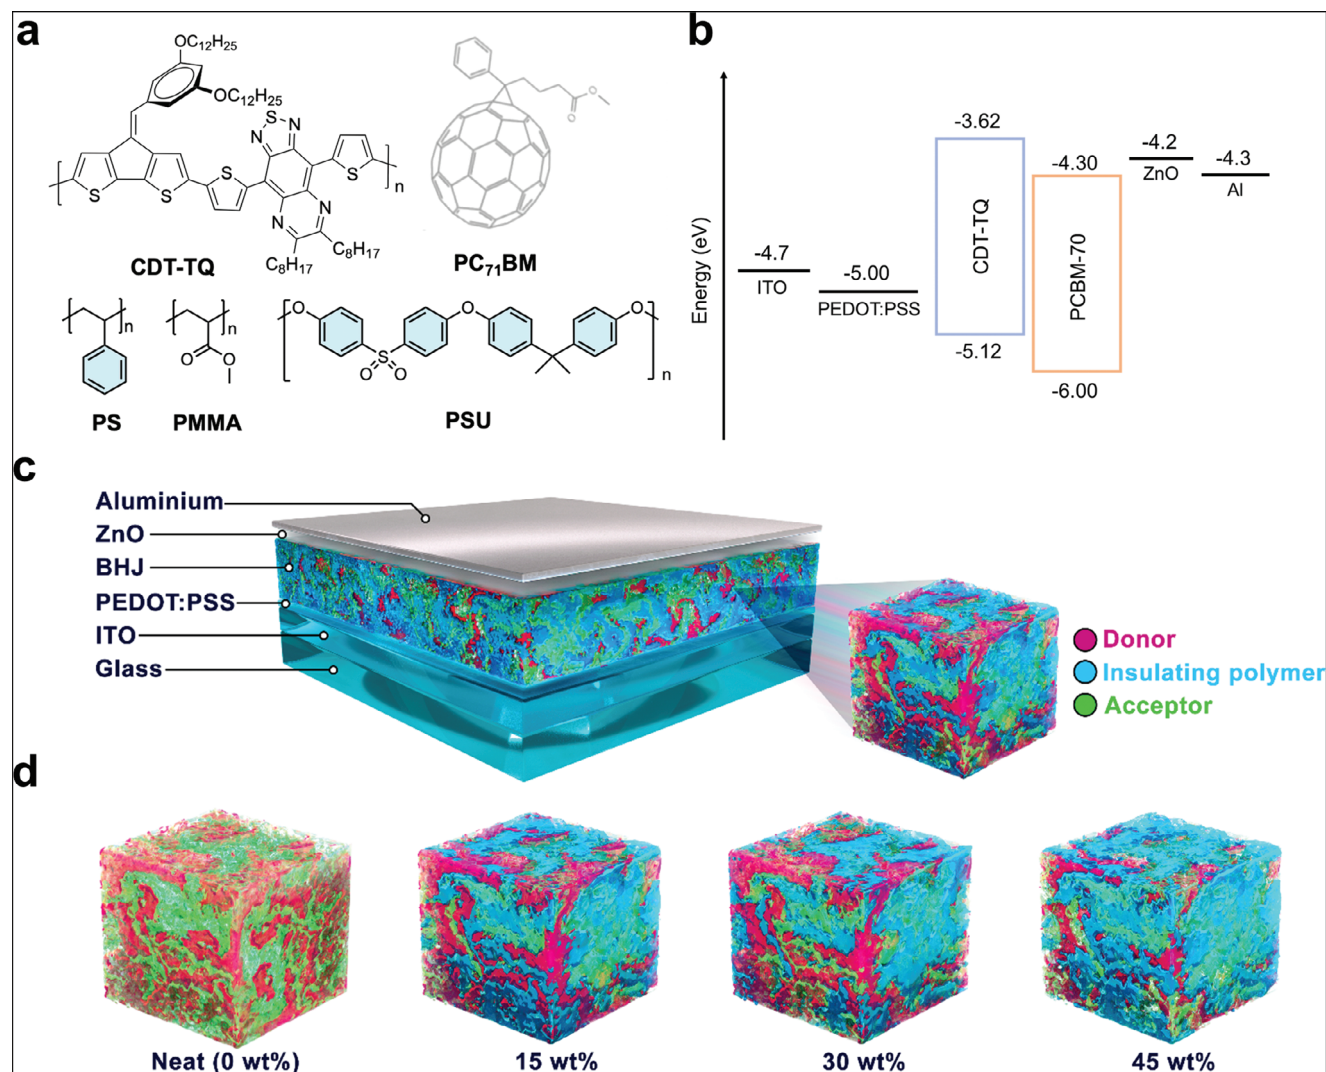 a
OC12H25
OC12H25
N S N
S S S S n
N N
C8H17
C8H17
CDT-TQ
O O
PC71BM
n
PS
n
O O
PMMA
O O O
S
O O
n
PSU
b
Energy (eV)
-4.7
ITO
-5.00
PEDOT:PSS
-3.62
CDT-TQ
-5.12
-4.30
PCBM-70
-6.00
-4.2
ZnO
-4.3
Al
c
Aluminium
ZnO
BHJ
PEDOT:PSS
ITO
Glass
Donor
Insulating polymer
Acceptor
d
Neat (0 wt%)
15 wt%
30 wt%
45 wt%